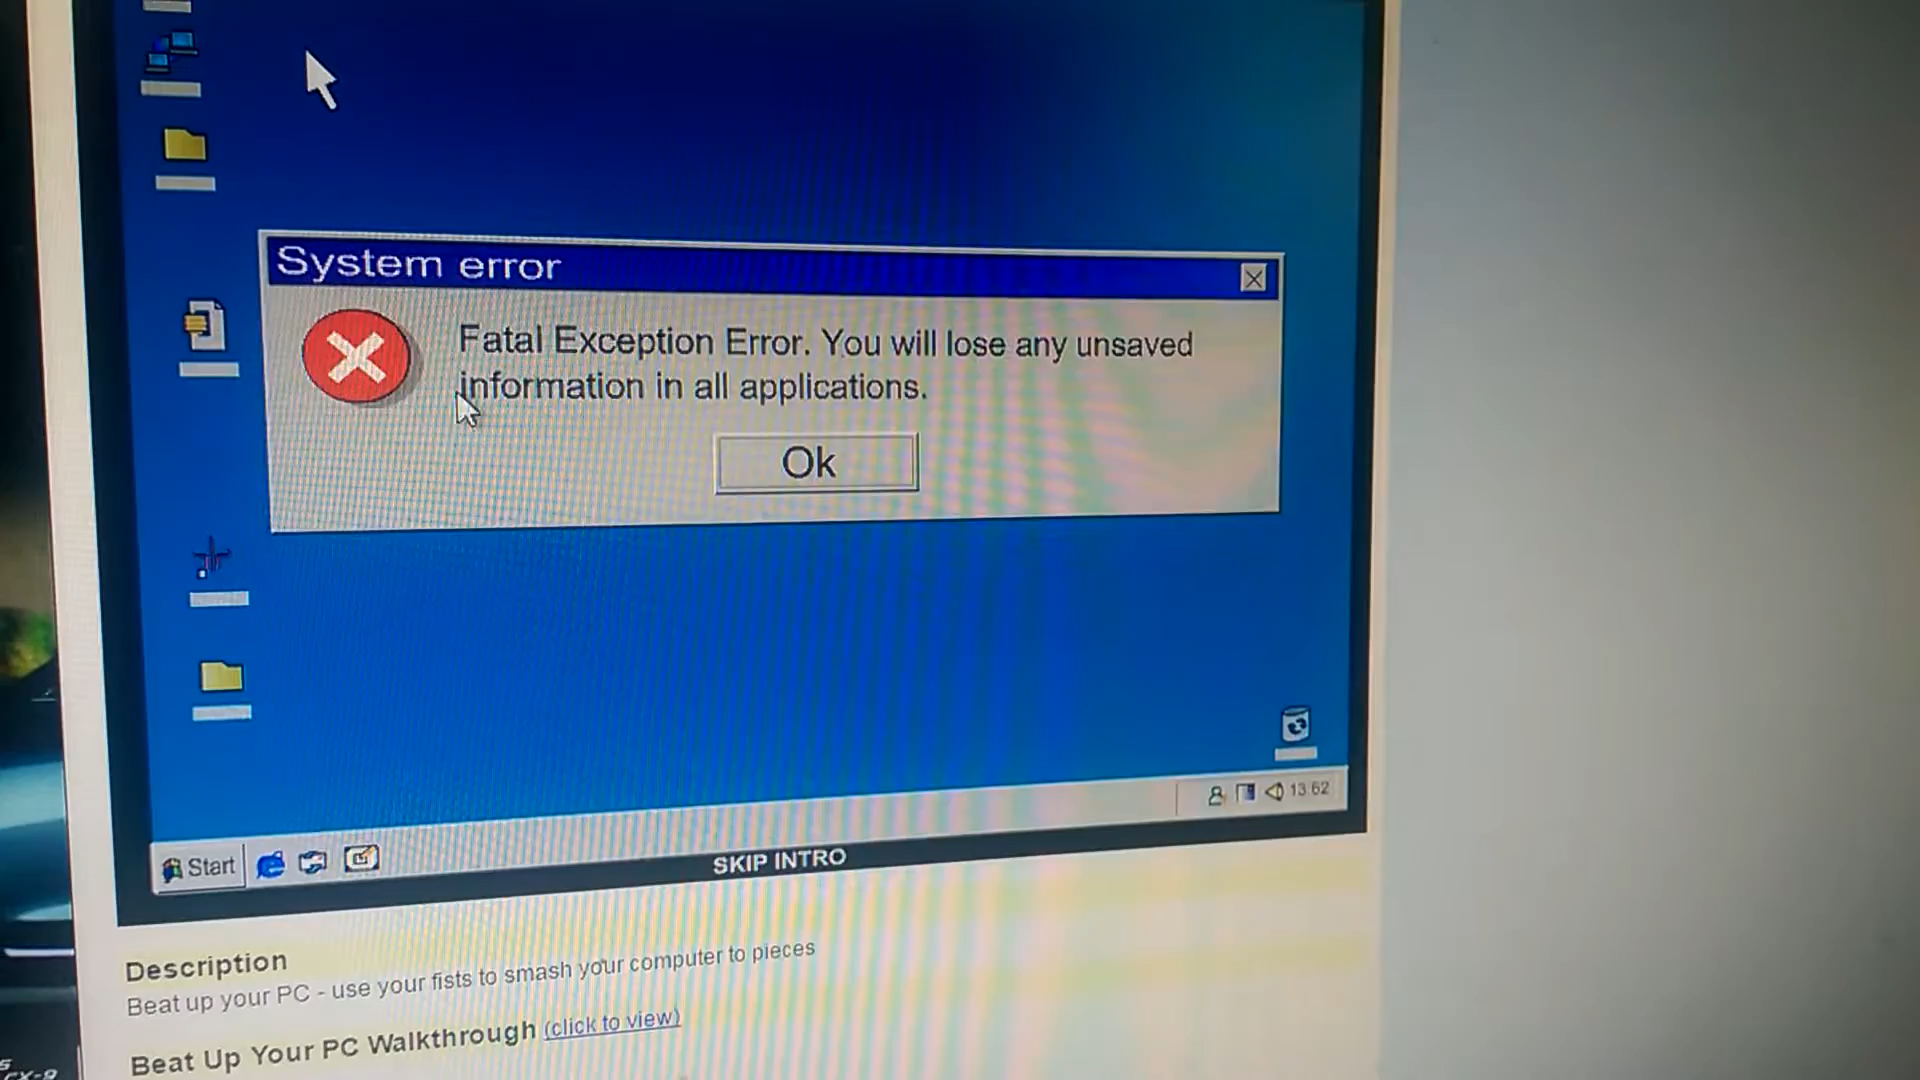 System error
Fatal Exception Error. You will lose any unsaved
information in all applications.
Ok
13:62
Start
SKIP INTRO
Description
Beat up your PC - use your fists to smash your computer to pieces
Beat Up Your PC Walkthrough (click to view)